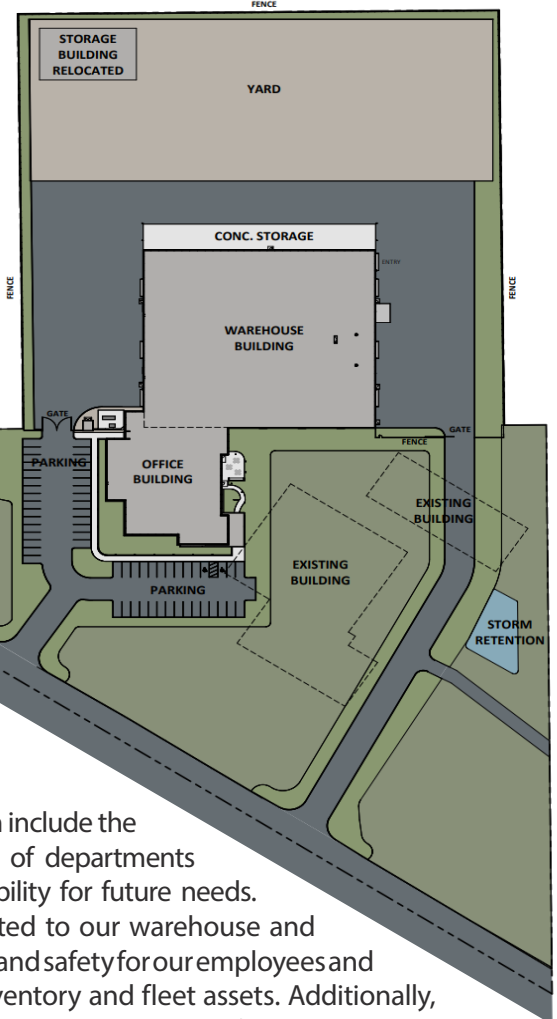 FENCE
STORAGE
BUILDING
RELOCATED
YARD
CONC. STORAGE
ENTRY
FENCE
FENCE
WAREHOUSE
BUILDING
GATE
GATE
FENCE
PARKING
OFFICE
BUILDING
EXISTING
BUILDING
EXISTING
BUILDING
PARKING
STORM
RETENTION
include the
of departments
bility for future needs.
ted to our warehouse and
and safety for our employees and
ventory and fleet assets. Additionally,